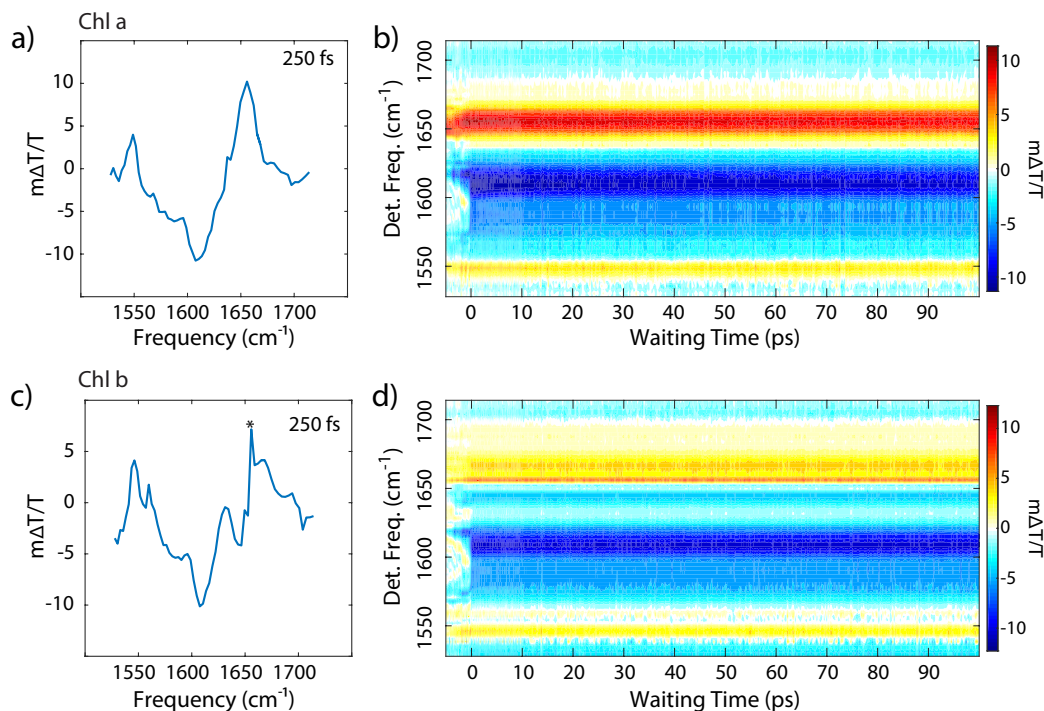 Chl a
a)
250 fs
10
5
0
-5
-10
mΔT/T
1550 1600 1650 1700
Frequency (cm⁻¹)
b)
1700
1650
1600
1550
Det. Freq. (cm⁻¹)
0 10 20 30 40 50 60 70 80 90
Waiting Time (ps)
10
5
0
-5
-10
mΔT/T
Chl b
c)
250 fs
*
5
0
-5
-10
mΔT/T
1550 1600 1650 1700
Frequency (cm⁻¹)
d)
1700
1650
1600
1550
Det. Freq. (cm⁻¹)
0 10 20 30 40 50 60 70 80 90
Waiting Time (ps)
10
5
0
-5
-10
mΔT/T